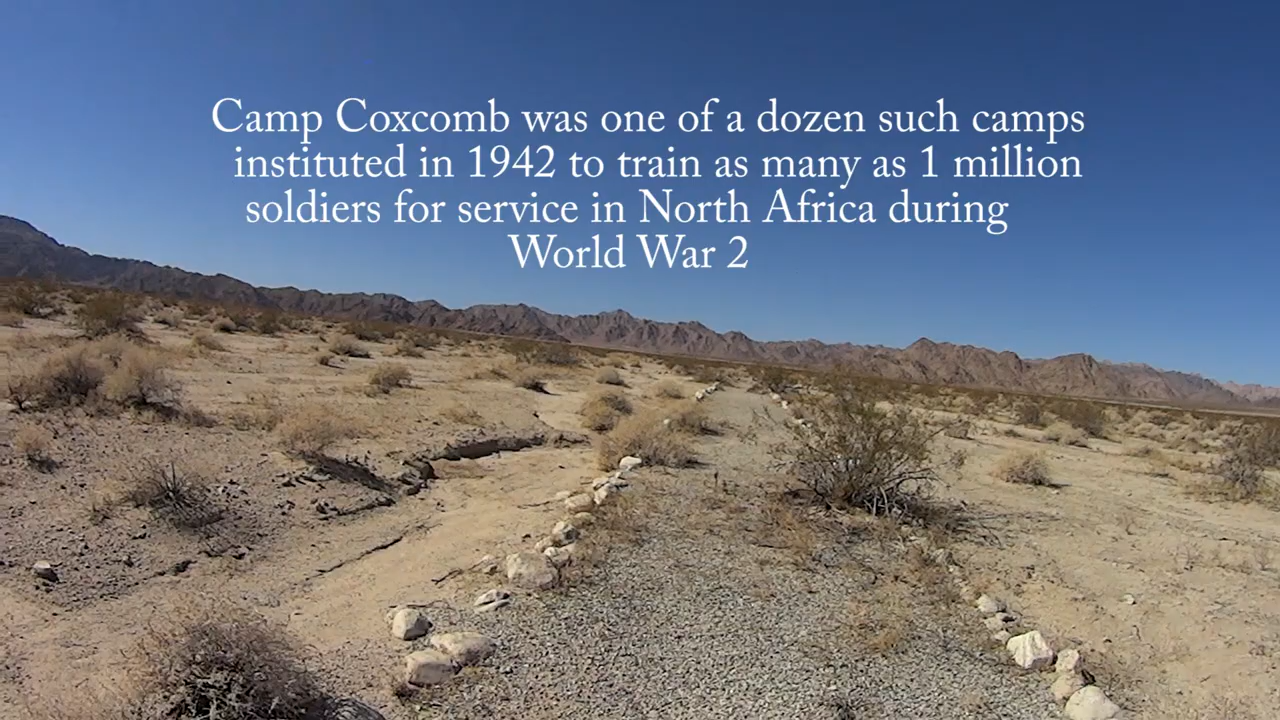 Camp Coxcomb was one of a dozen such camps
instituted in 1942 to train as many as 1 million
soldiers for service in North Africa during
World War 2